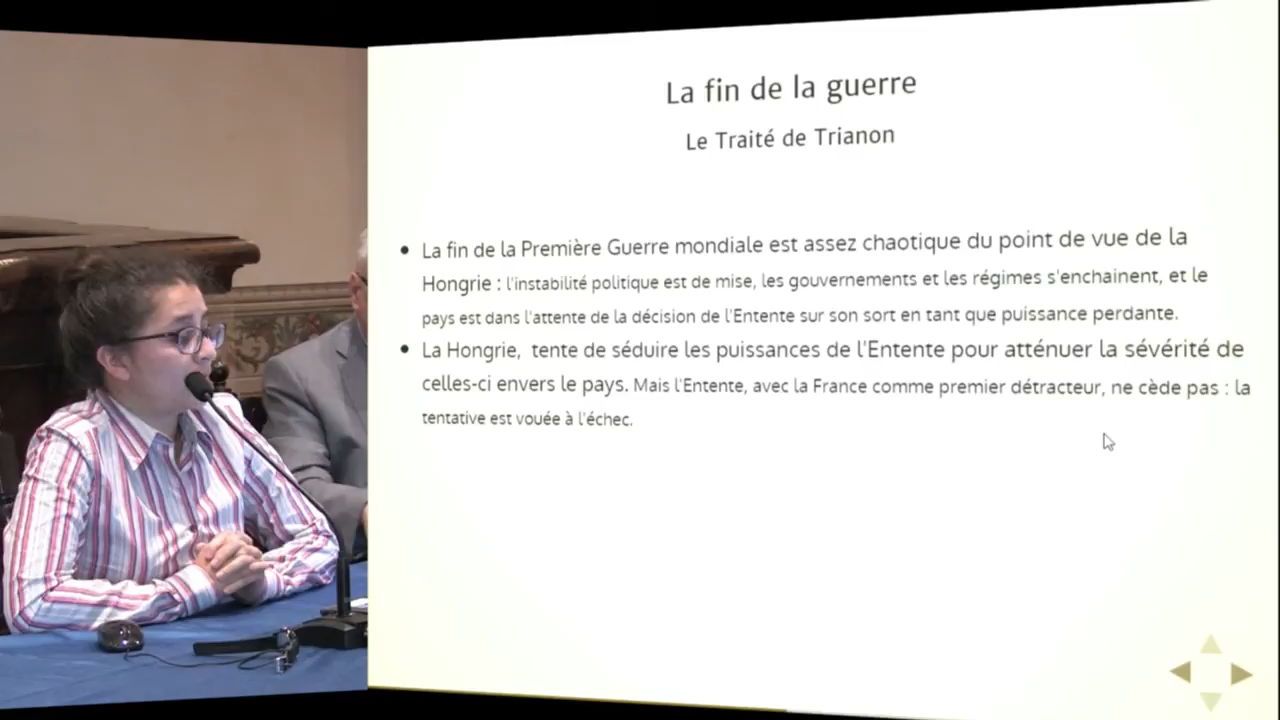 La fin de la guerre
Le Traité de Trianon
La fin de la Première Guerre mondiale est assez chaotique du point de vue de la
Hongrie : l'instabilité politique est de mise, les gouvernements et les régimes s'enchainent, et le
pays est dans l'attente de la décision de l'Entente sur son sort en tant que puissance perdante.
La Hongrie, tente de séduire les puissances de l'Entente pour atténuer la sévérité de
celles-ci envers le pays. Mais l'Entente, avec la France comme premier détracteur, ne cède pas : la
tentative est vouée à l'échec.